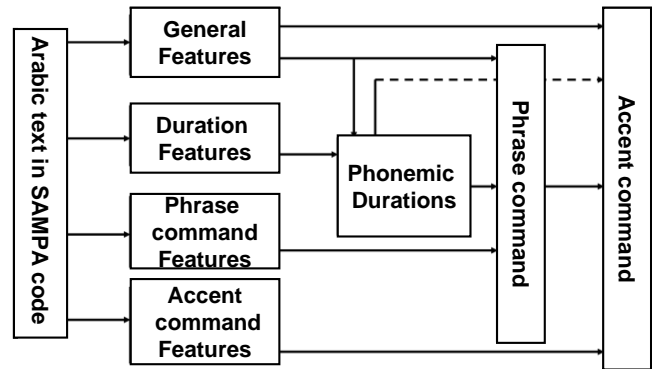 Arabic text in SAMPA code
General
Features
Duration
Features
Phrase
command
Features
Accent
command
Features
Phonemic
Durations
Phrase command
Accent command